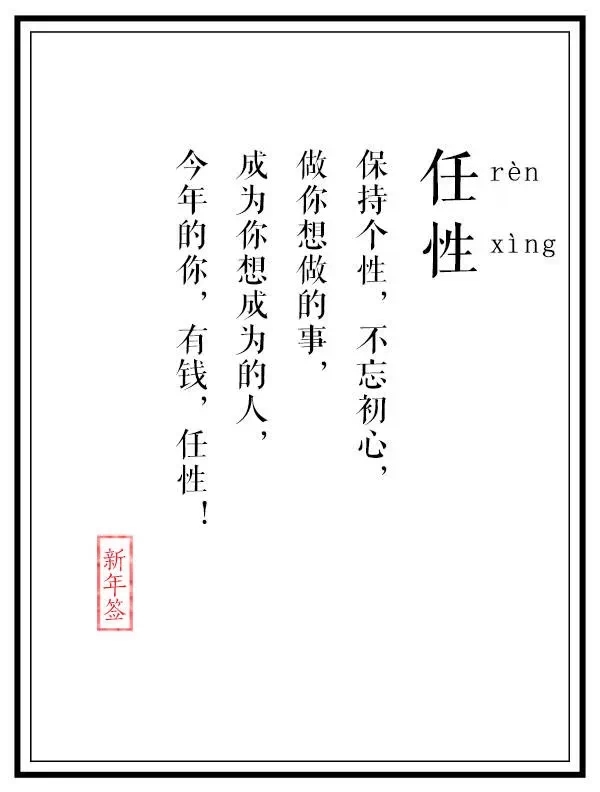 任性
rèn
xìng
保持个性，不忘初心，
做你想做的事，
成为你想成为的人，
今年的你，有钱，任性！
新年签